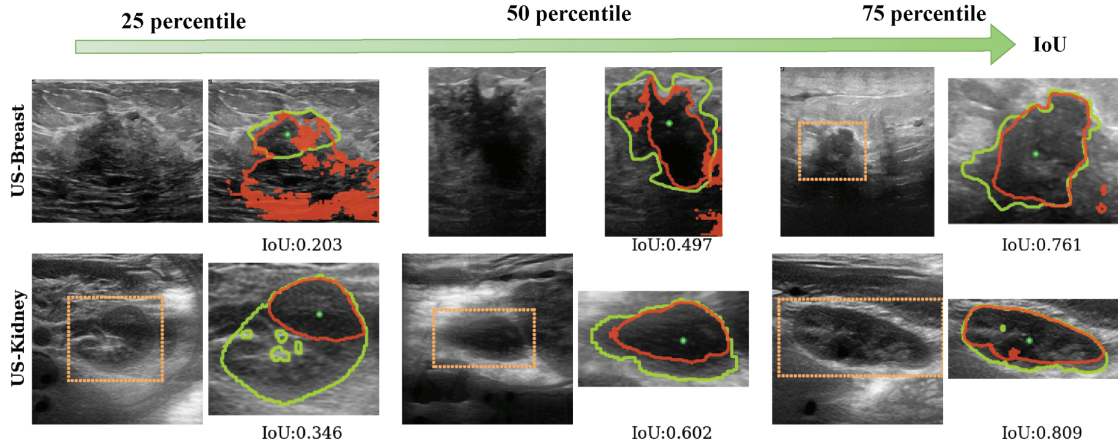 25 percentile
50 percentile
75 percentile
IoU
US-Breast
IoU:0.203
IoU:0.497
IoU:0.761
US-Kidney
IoU:0.346
IoU:0.602
IoU:0.809